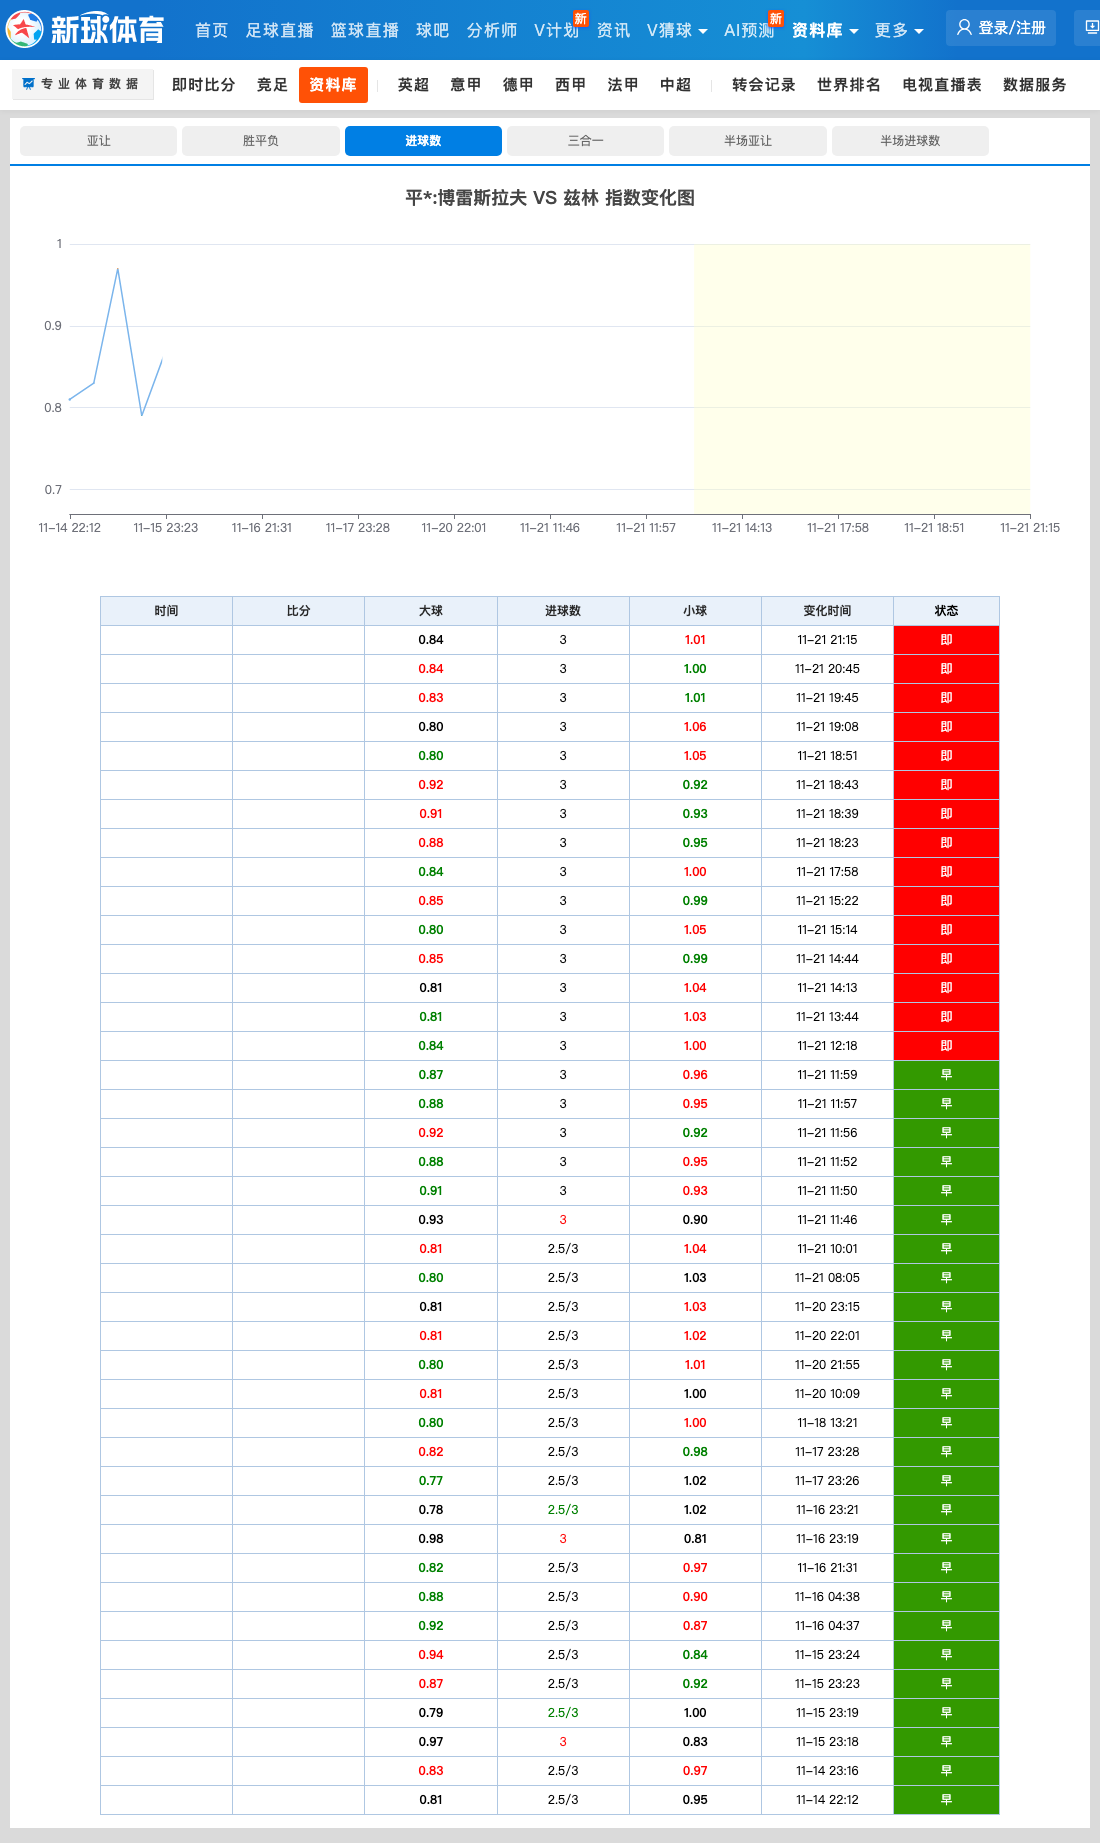 新球体育 首页 足球直播 篮球直播 球吧 分析师 V计划 新 资讯 V猜球 AI预测 新 资料库 更多 登录/注册
专业体育数据 即时比分 竞足 资料库 英超 意甲 德甲 西甲 法甲 中超 转会记录 世界排名 电视直播表 数据服务
亚让 胜平负 进球数 三合一 半场亚让 半场进球数
平*:博雷斯拉夫 VS 兹林 指数变化图
1
0.9
0.8
0.7
11-14 22:12 11-15 23:23 11-16 21:31 11-17 23:28 11-20 22:01 11-21 11:46 11-21 11:57 11-21 14:13 11-21 17:58 11-21 18:51 11-21 21:15
时间 比分 大球 进球数 小球 变化时间 状态
0.84 3 1.01 11-21 21:15 即
0.84 3 1.00 11-21 20:45 即
0.83 3 1.01 11-21 19:45 即
0.80 3 1.06 11-21 19:08 即
0.80 3 1.05 11-21 18:51 即
0.92 3 0.92 11-21 18:43 即
0.91 3 0.93 11-21 18:39 即
0.88 3 0.95 11-21 18:23 即
0.84 3 1.00 11-21 17:58 即
0.85 3 0.99 11-21 15:22 即
0.80 3 1.05 11-21 15:14 即
0.85 3 0.99 11-21 14:44 即
0.81 3 1.04 11-21 14:13 即
0.81 3 1.03 11-21 13:44 即
0.84 3 1.00 11-21 12:18 即
0.87 3 0.96 11-21 11:59 早
0.88 3 0.95 11-21 11:57 早
0.92 3 0.92 11-21 11:56 早
0.88 3 0.95 11-21 11:52 早
0.91 3 0.93 11-21 11:50 早
0.93 3 0.90 11-21 11:46 早
0.81 2.5/3 1.04 11-21 10:01 早
0.80 2.5/3 1.03 11-21 08:05 早
0.81 2.5/3 1.03 11-20 23:15 早
0.81 2.5/3 1.02 11-20 22:01 早
0.80 2.5/3 1.01 11-20 21:55 早
0.81 2.5/3 1.00 11-20 10:09 早
0.80 2.5/3 1.00 11-18 13:21 早
0.82 2.5/3 0.98 11-17 23:28 早
0.77 2.5/3 1.02 11-17 23:26 早
0.78 2.5/3 1.02 11-16 23:21 早
0.98 3 0.81 11-16 23:19 早
0.82 2.5/3 0.97 11-16 21:31 早
0.88 2.5/3 0.90 11-16 04:38 早
0.92 2.5/3 0.87 11-16 04:37 早
0.94 2.5/3 0.84 11-15 23:24 早
0.87 2.5/3 0.92 11-15 23:23 早
0.79 2.5/3 1.00 11-15 23:19 早
0.97 3 0.83 11-15 23:18 早
0.83 2.5/3 0.97 11-14 23:16 早
0.81 2.5/3 0.95 11-14 22:12 早